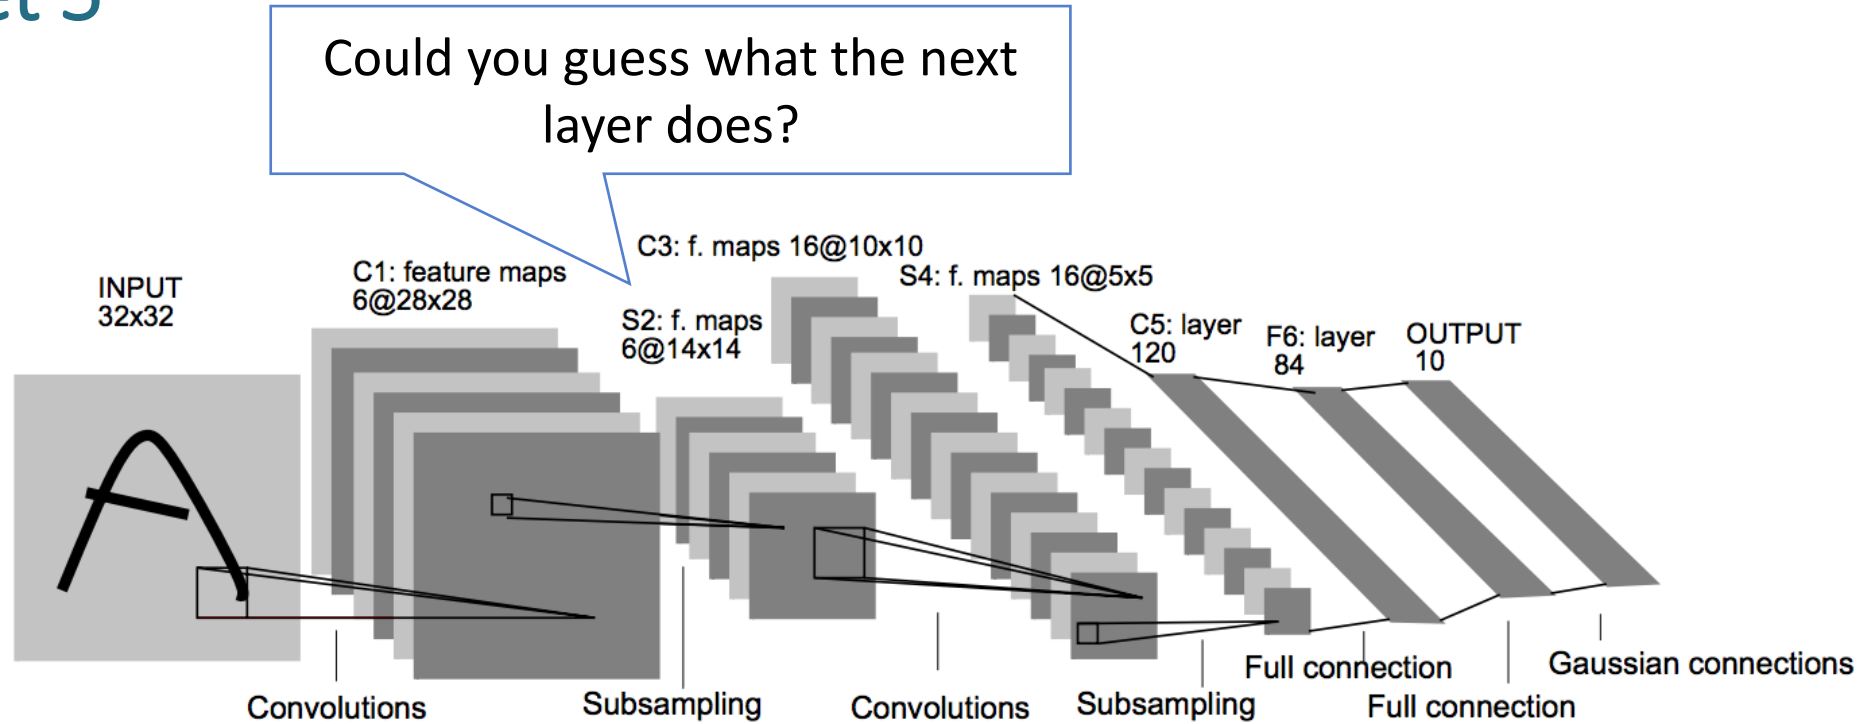 et 5
Could you guess what the next
layer does?
INPUT
32x32
C1: feature maps
6@28x28
S2: f. maps
6@14x14
C3: f. maps 16@10x10
S4: f. maps 16@5x5
C5: layer
120
F6: layer
84
OUTPUT
10
A
Convolutions
Subsampling
Convolutions
Subsampling
Full connection
Full connection
Gaussian connections